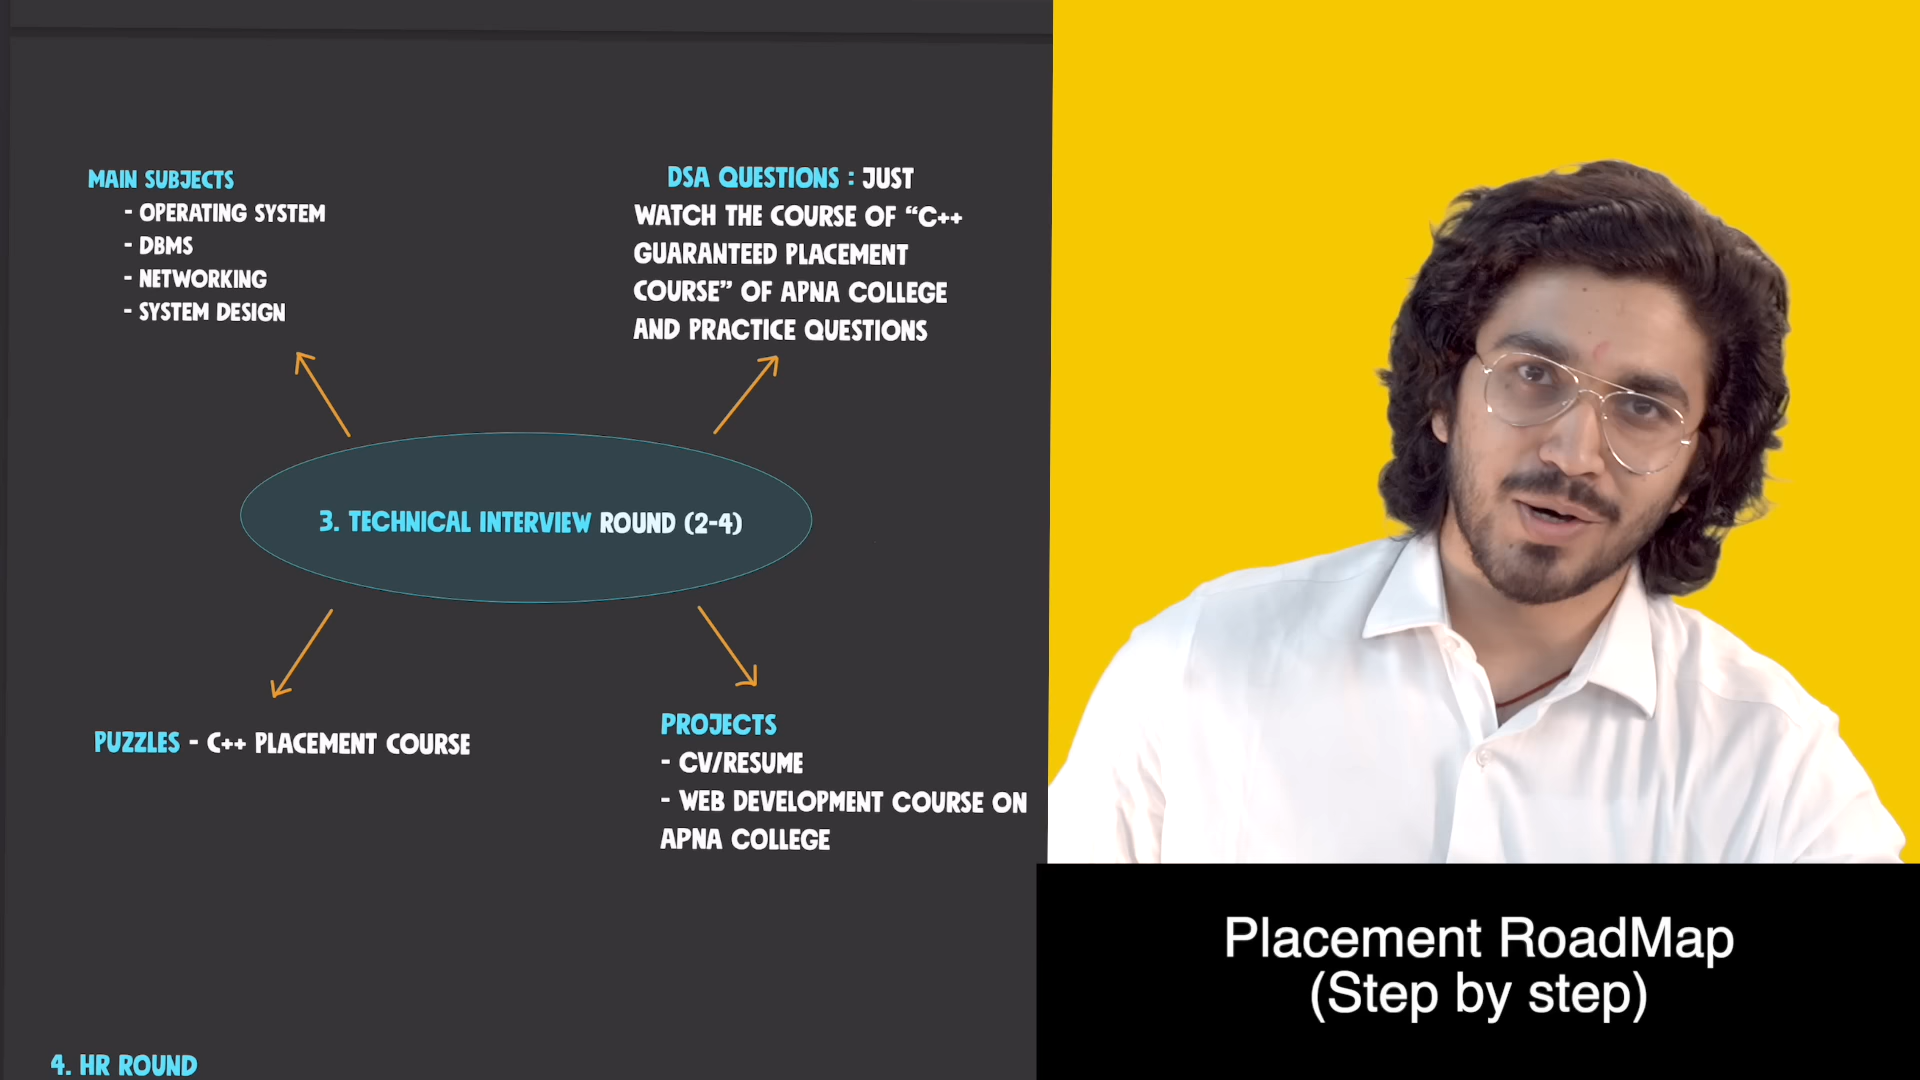 MAIN SUBJECTS
- OPERATING SYSTEM
- DBMS
- NETWORKING
- SYSTEM DESIGN
DSA QUESTIONS : JUST
WATCH THE COURSE OF “C++
GUARANTEED PLACEMENT
COURSE” OF APNA COLLEGE
AND PRACTICE QUESTIONS
3. TECHNICAL INTERVIEW ROUND (2-4)
PUZZLES - C++ PLACEMENT COURSE
PROJECTS
- CV/RESUME
- WEB DEVELOPMENT COURSE ON
APNA COLLEGE
4. HR ROUND
Placement RoadMap
(Step by step)